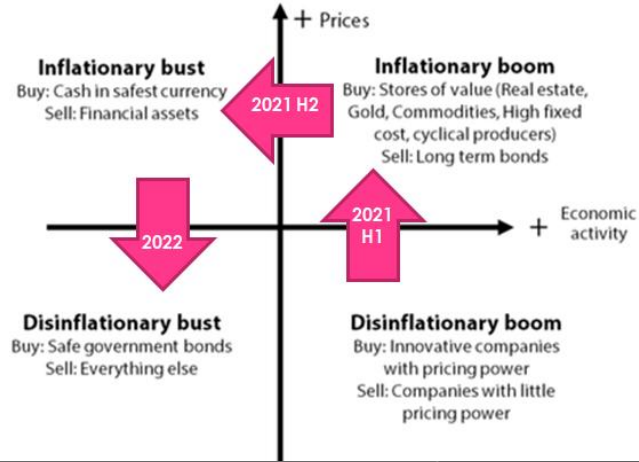 + Prices
Inflationary bust
Buy: Cash in safest currency
Sell: Financial assets
2021 H2
Inflationary boom
Buy: Stores of value (Real estate,
Gold, Commodities, High fixed
cost, cyclical producers)
Sell: Long term bonds
2022
2021
H1
+ Economic
activity
Disinflationary bust
Buy: Safe government bonds
Sell: Everything else
Disinflationary boom
Buy: Innovative companies
with pricing power
Sell: Companies with little
pricing power